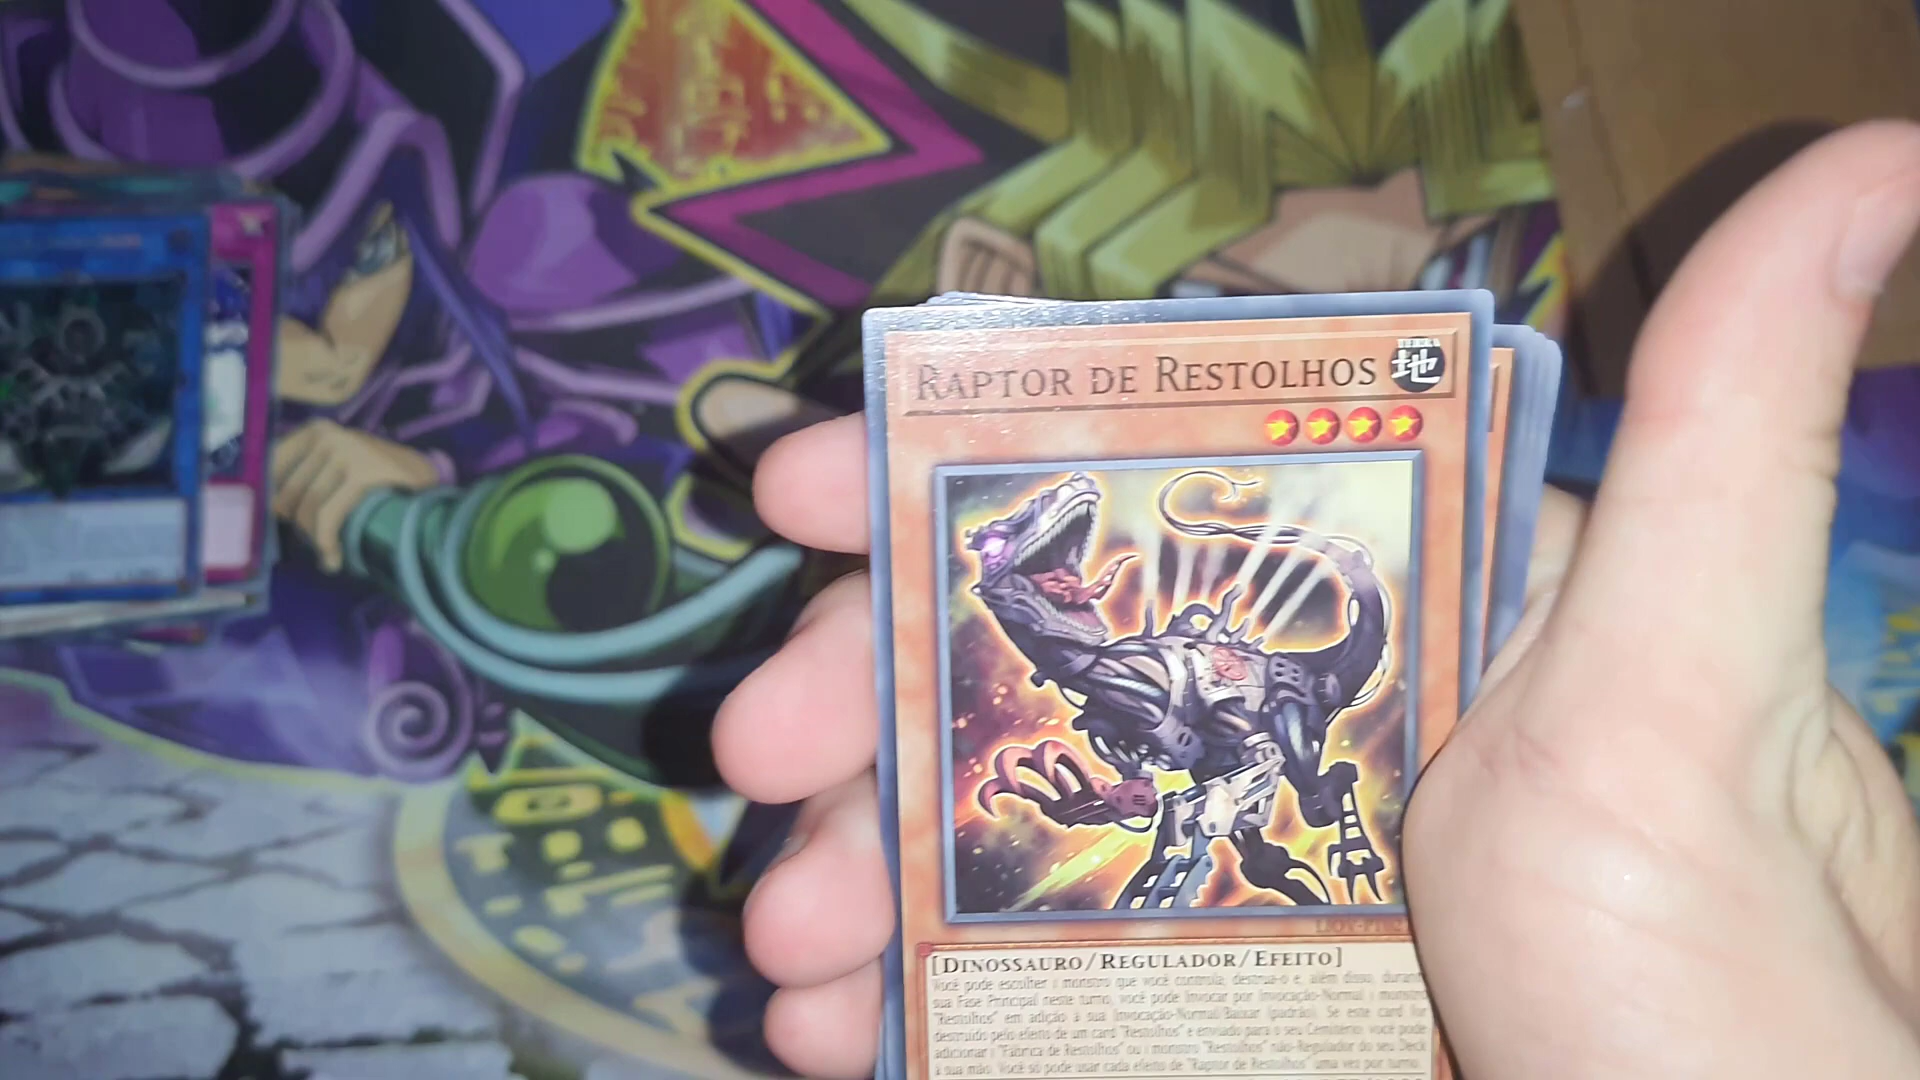 RAPTOR DE RESTOLHOS
TERRA
地
[DINOSSAURO/REGULADOR/EFEITO]
Você pode escolher 1 monstro que você controla; destrua-o e, além disso, durante
sua Fase Principal neste turno, você pode Invocar por Invocação-Normal 1 monstro
"Restolhos" em adição à sua Invocação-Normal/Baixar (padrão). Se este card for
destruído pelo efeito de um card "Restolhos" e enviado para o seu Cemitério: você pode
adicionar 1 "Fábrica de Restolhos" ou 1 monstro "Restolhos" não-Regulador do seu Deck
à sua mão. Você só pode usar cada efeito de "Raptor de Restolhos" uma vez por turno.